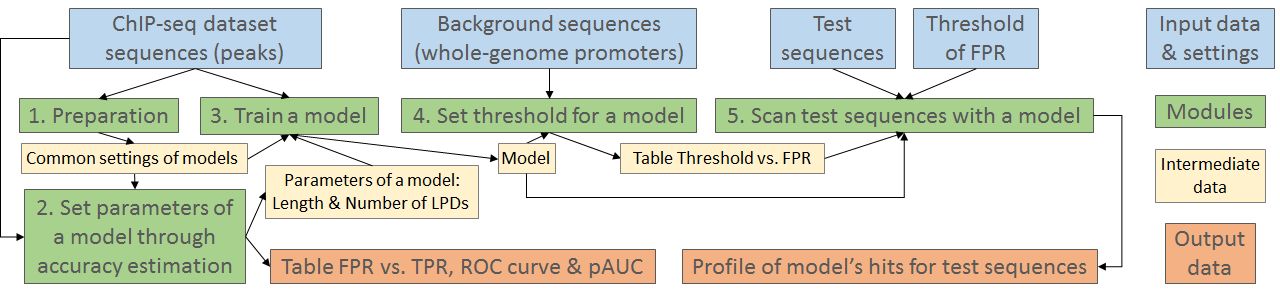 ChIP-seq dataset
sequences (peaks)
Background sequences
(whole-genome promoters)
Test
sequences
Threshold
of FPR
Input data
& settings
1. Preparation
3. Train a model
4. Set threshold for a model
5. Scan test sequences with a model
Modules
Common settings of models
Model
Table Threshold vs. FPR
Intermediate
data
Parameters of a model:
Length & Number of LPDs
2. Set parameters of
a model through
accuracy estimation
Table FPR vs. TPR, ROC curve & pAUC
Profile of model’s hits for test sequences
Output
data